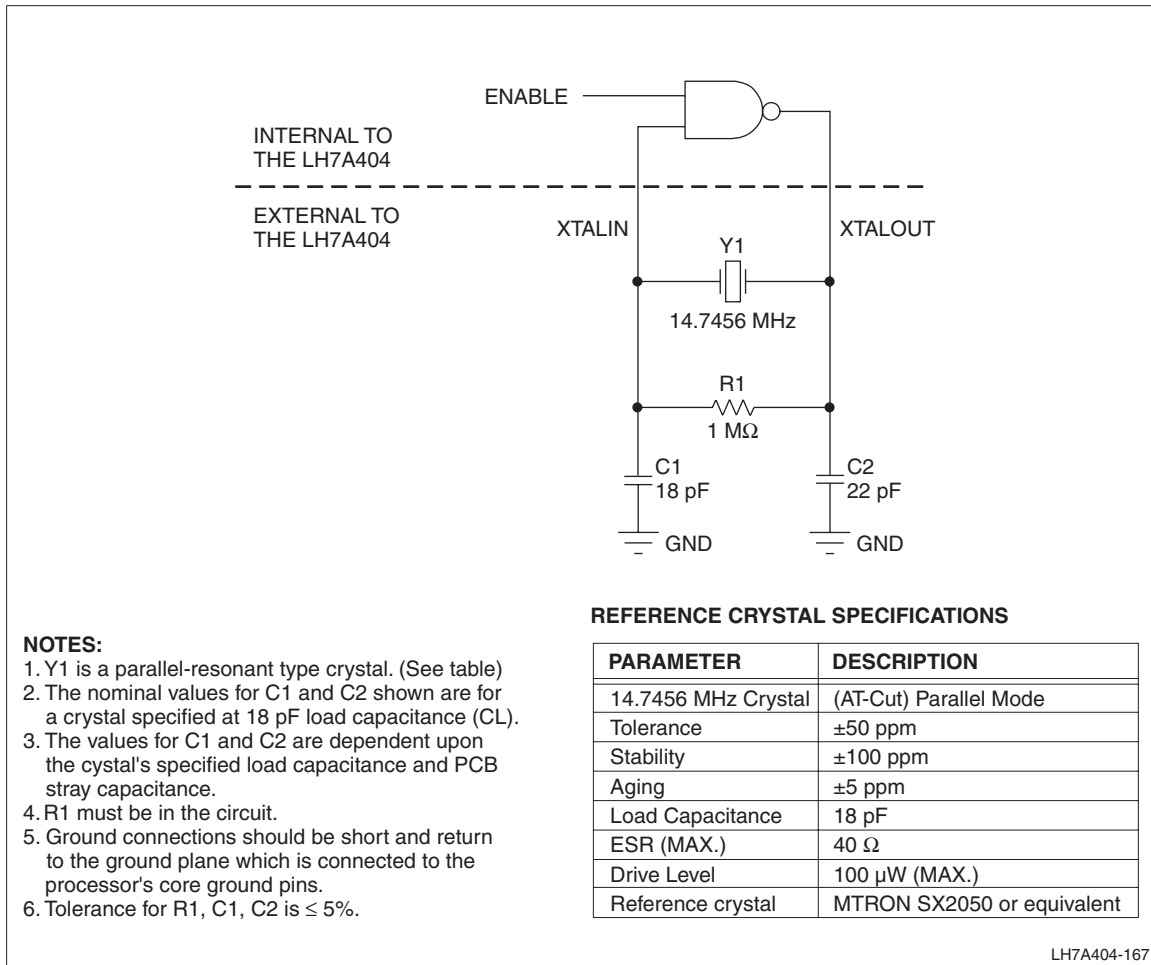 ENABLE
INTERNAL TO
THE LH7A404
EXTERNAL TO
THE LH7A404
XTALIN
XTALOUT
Y1
14.7456 MHz
R1
1 MΩ
C1
18 pF
C2
22 pF
GND
GND
NOTES:
1. Y1 is a parallel-resonant type crystal. (See table)
2. The nominal values for C1 and C2 shown are for
a crystal specified at 18 pF load capacitance (CL).
3. The values for C1 and C2 are dependent upon
the cystal's specified load capacitance and PCB
stray capacitance.
4. R1 must be in the circuit.
5. Ground connections should be short and return
to the ground plane which is connected to the
processor's core ground pins.
6. Tolerance for R1, C1, C2 is ≤ 5%.
REFERENCE CRYSTAL SPECIFICATIONS
PARAMETER DESCRIPTION
14.7456 MHz Crystal (AT-Cut) Parallel Mode
Tolerance ±50 ppm
Stability ±100 ppm
Aging ±5 ppm
Load Capacitance 18 pF
ESR (MAX.) 40 Ω
Drive Level 100 µW (MAX.)
Reference crystal MTRON SX2050 or equivalent
LH7A404-167